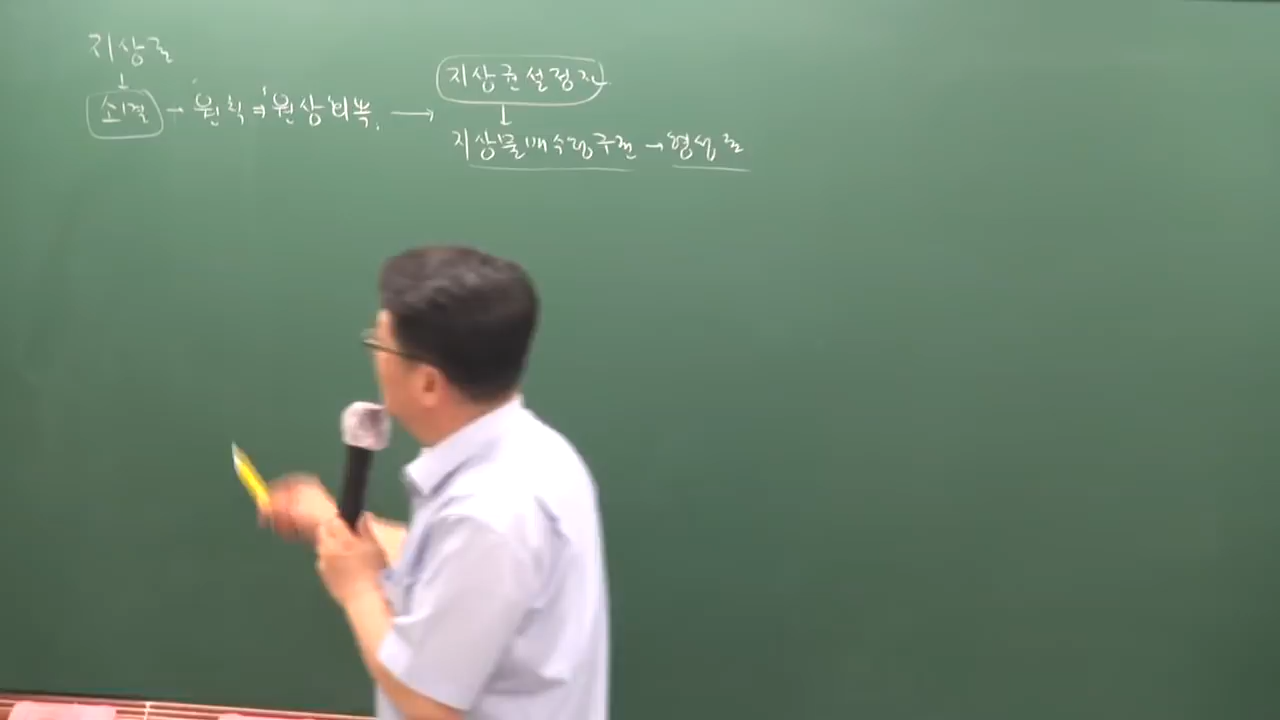 지상권
↓
소멸 → 원칙 ⇒ 원상회복. →
지상권설정자
↓
지상물매수청구권 → 형성권